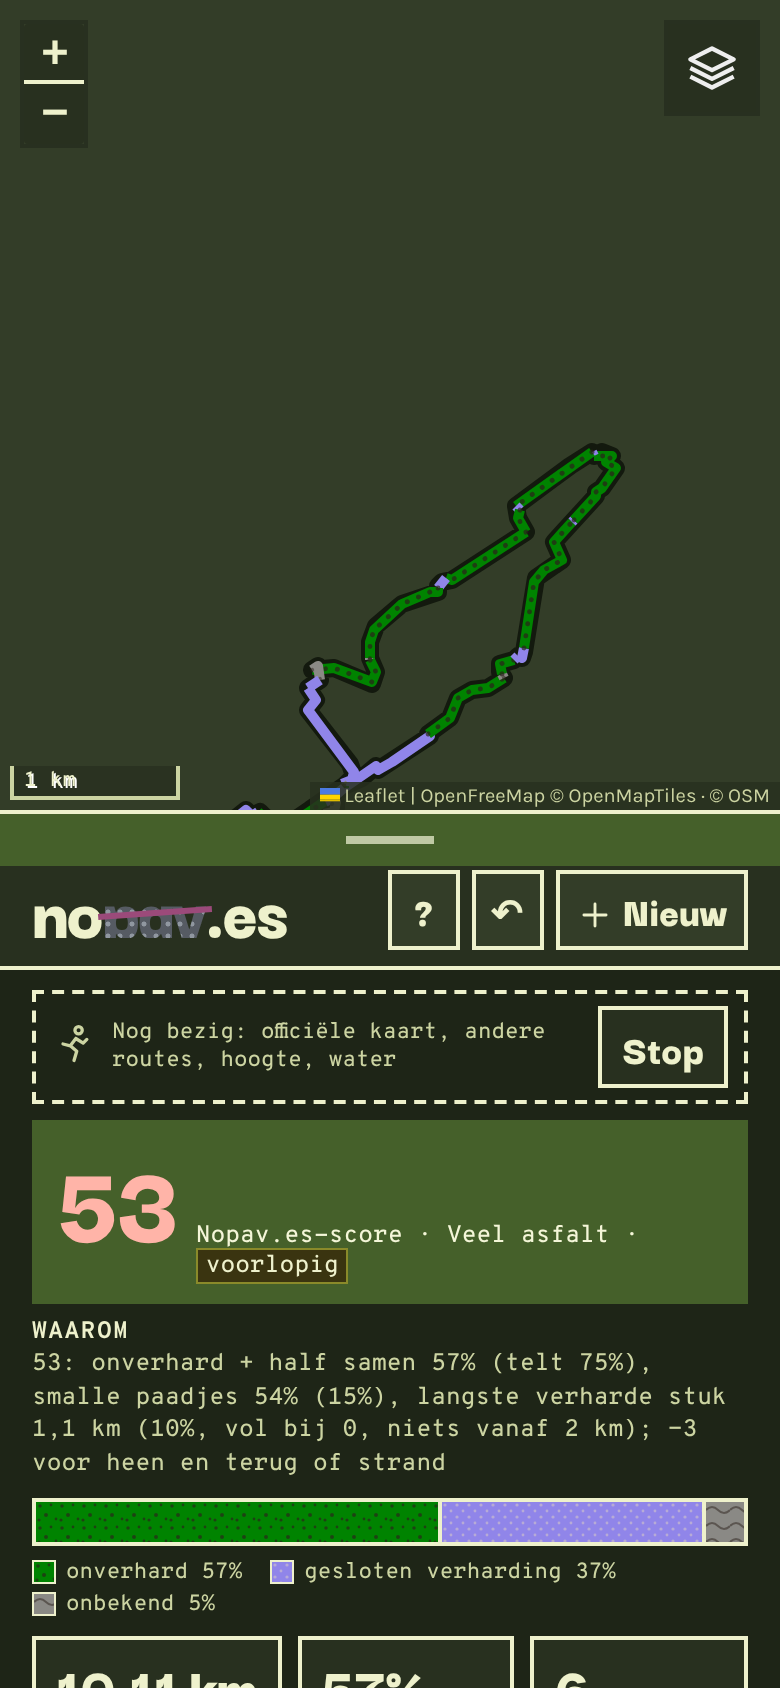 +
−
1 km
Leaflet | OpenFreeMap © OpenMapTiles · © OSM
nopav.es
?
↶
+ Nieuw
Nog bezig: officiële kaart, andere
routes, hoogte, water
Stop
53
Nopav.es-score · Veel asfalt ·
voorlopig
WAAROM
53: onverhard + half samen 57% (telt 75%),
smalle paadjes 54% (15%), langste verharde stuk
1,1 km (10%, vol bij 0, niets vanaf 2 km); −3
voor heen en terug of strand
onverhard 57% gesloten verharding 37%
onbekend 5%
57%